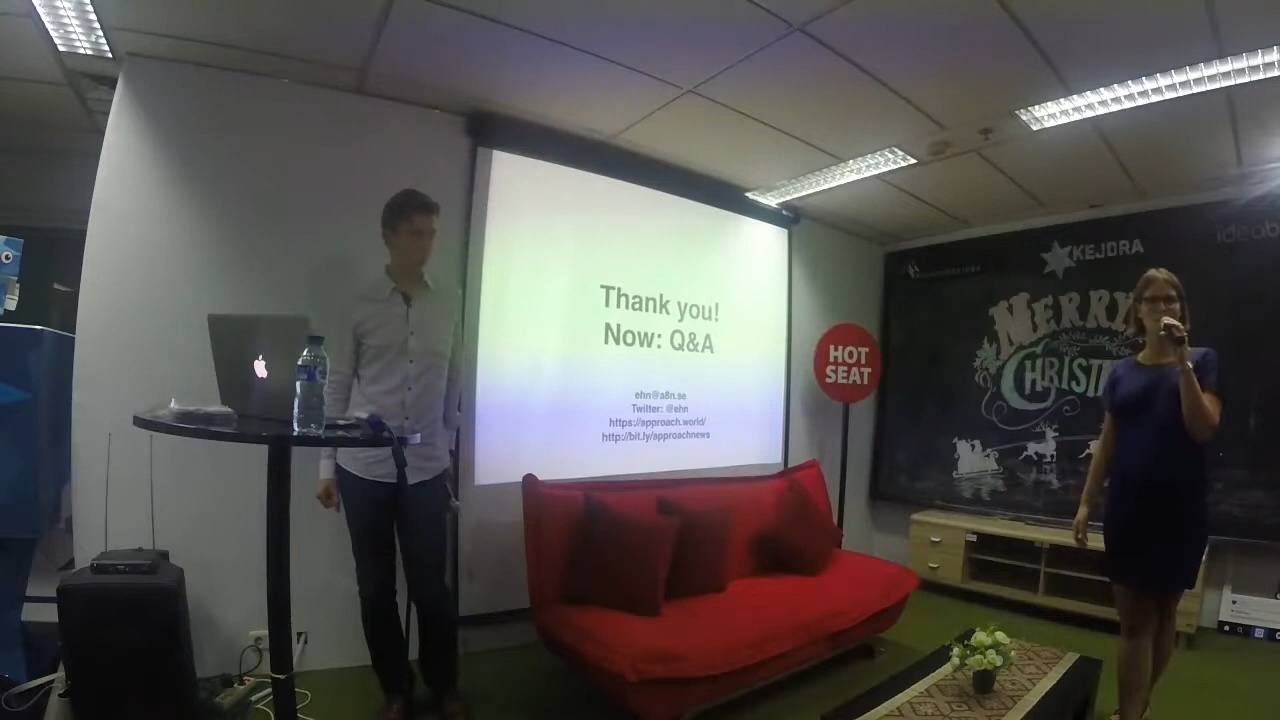 Thank you!
Now: Q&A
ehn@a8n.se
Twitter: @ehn
https://approach.world/
http://bit.ly/approachnews
HOT
SEAT
KEJORA
MERRY
CHRIST
ideab